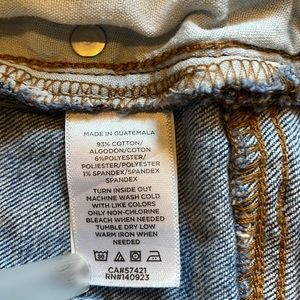 MADE IN GUATEMALA
93% COTTON/
ALGODÓN/COTON
6%POLYESTER/
POLIESTER/POLYESTER
1% SPANDEX/SPANDEX
SPANDEX
TURN INSIDE OUT
MACHINE WASH COLD
WITH LIKE COLORS
ONLY NON-CHLORINE
BLEACH WHEN NEEDED
TUMBLE DRY LOW
WARM IRON WHEN
NEEDED
CA#57421
RN#140923